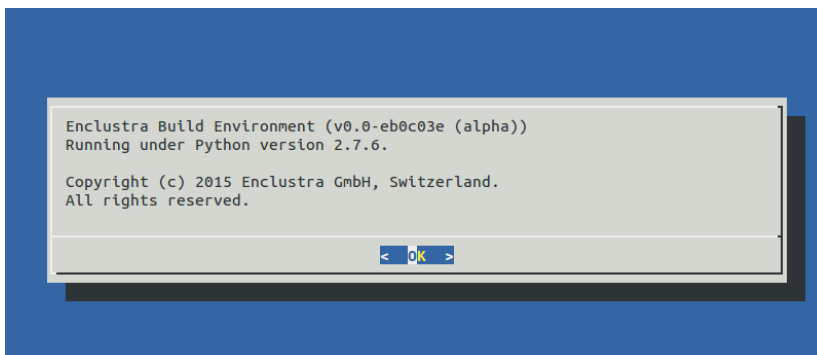 Enclustra Build Environment (v0.0-eb0c03e (alpha))
Running under Python version 2.7.6.
Copyright (c) 2015 Enclustra GmbH, Switzerland.
All rights reserved.
< OK >